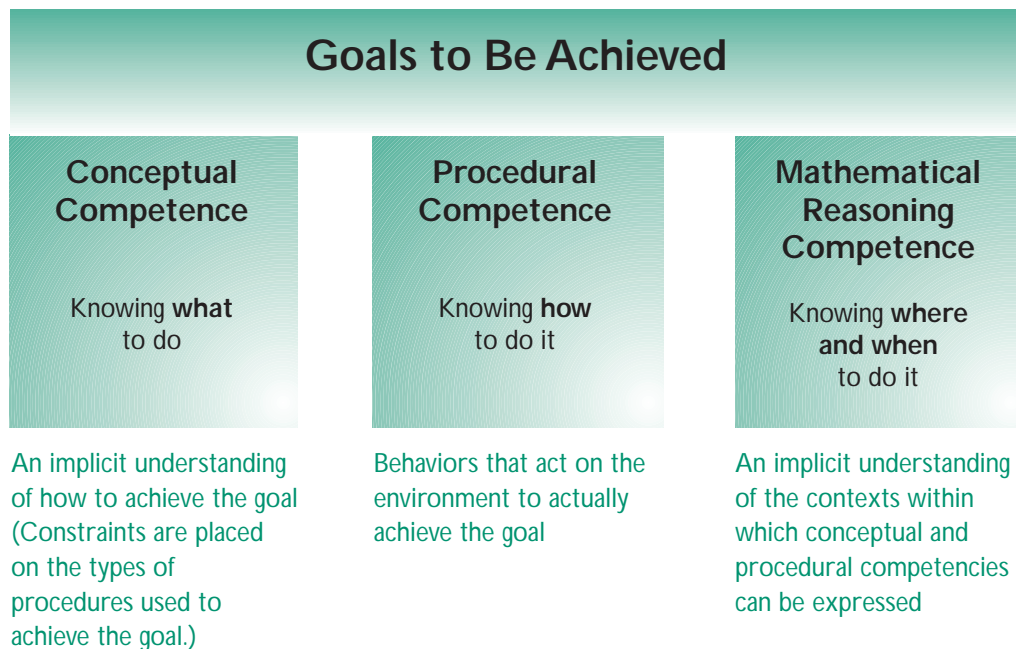 Goals to Be Achieved
Conceptual
Competence
Knowing what
to do
An implicit understanding
of how to achieve the goal
(Constraints are placed
on the types of
procedures used to
achieve the goal.)
Procedural
Competence
Knowing how
to do it
Behaviors that act on the
environment to actually
achieve the goal
Mathematical
Reasoning
Competence
Knowing where
and when
to do it
An implicit understanding
of the contexts within
which conceptual and
procedural competencies
can be expressed